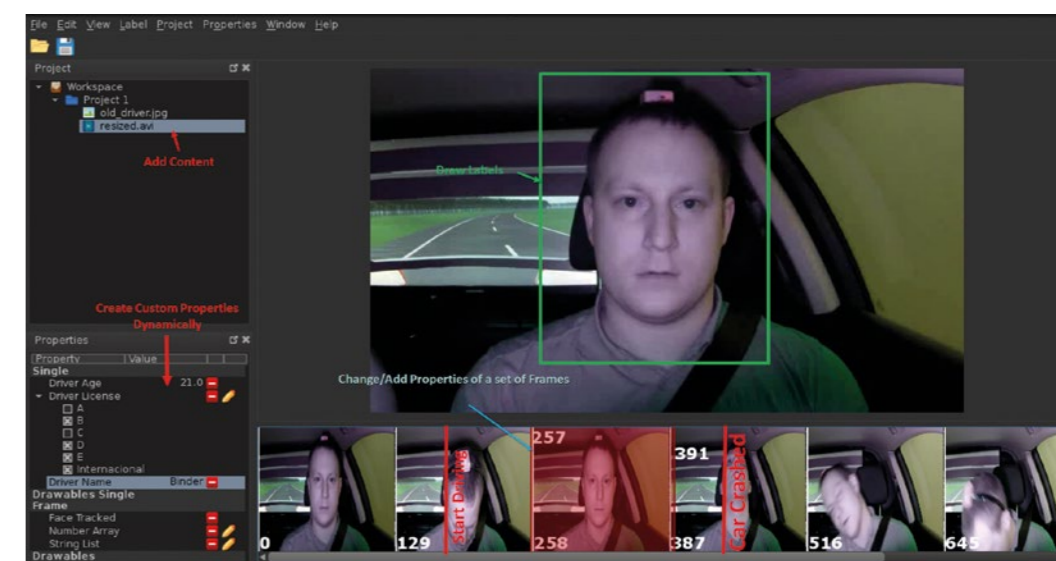 File Edit View Label Project Properties Window Help
Project
Workspace
Project 1
old_driver.jpg
resized.avi
Add Content
Draw Labels
Create Custom Properties
Dynamically
Properties
Property Value
Single
Driver Age 21.0
Driver License
A
B
C
D
E
Internacional
Driver Name Binder
Drawables Single
Frame
Face Tracked
Number Array
String List
Drawables
Change/Add Properties of a set of Frames
257
391
Start Driving
Car Crashed
0 129 258 387 516 645